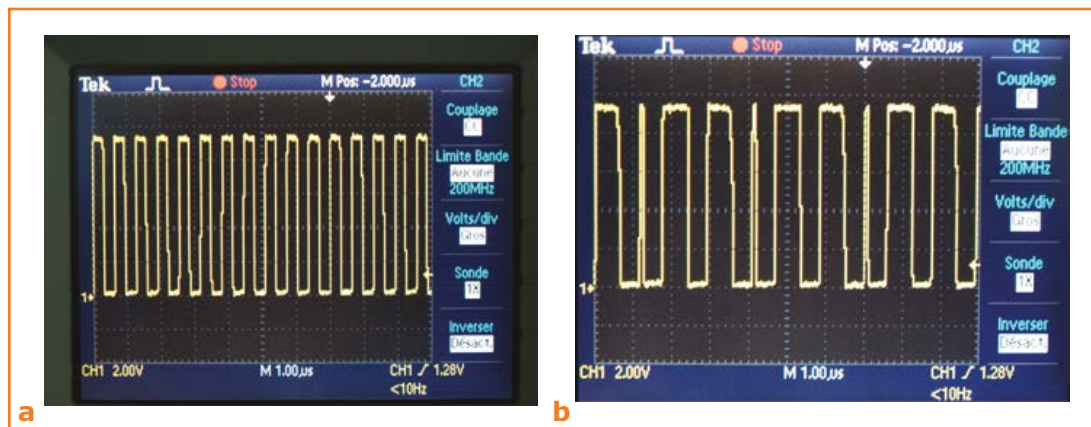 Tek Stop M Pos: -2.000µs CH2
Couplage
CC
Limite Bande
Aucune
200MHz
Volts/div
Gros
Sonde
1X
Inverser
Désact.
1
CH1 2.00V M 1.00µs CH1 1.28V
<10Hz
a
Tek Stop M Pos: -2.000µs CH2
Couplage
CC
Limite Bande
Aucune
200MHz
Volts/div
Gros
Sonde
1X
Inverser
Désact.
1
CH1 2.00V M 1.00µs CH1 1.28V
<10Hz
b